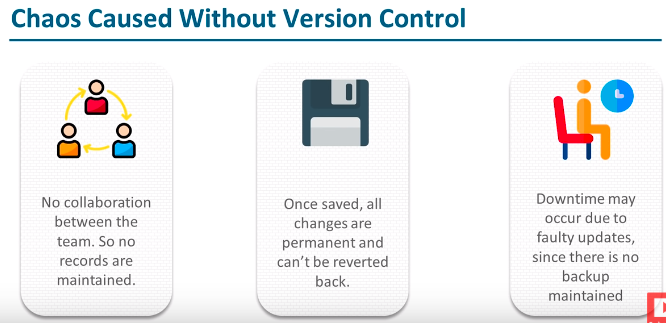 Chaos Caused Without Version Control
No collaboration
between the
team. So no
records are
maintained.
Once saved, all
changes are
permanent and
can't be reverted
back.
Downtime may
occur due to
faulty updates,
since there is no
backup
maintained